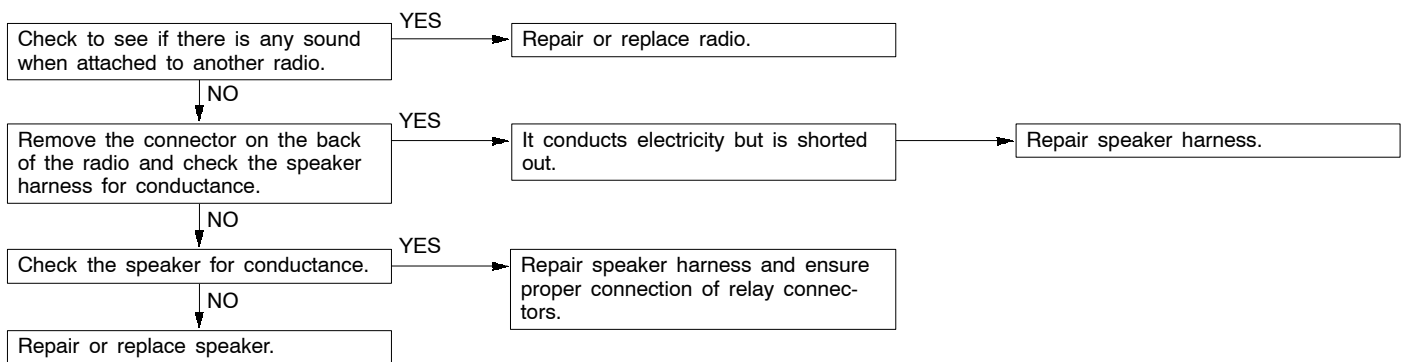 Check to see if there is any sound
when attached to another radio.
YES
Repair or replace radio.
NO
Remove the connector on the back
of the radio and check the speaker
harness for conductance.
YES
It conducts electricity but is shorted
out.
Repair speaker harness.
NO
Check the speaker for conductance.
YES
Repair speaker harness and ensure
proper connection of relay connec-
tors.
NO
Repair or replace speaker.